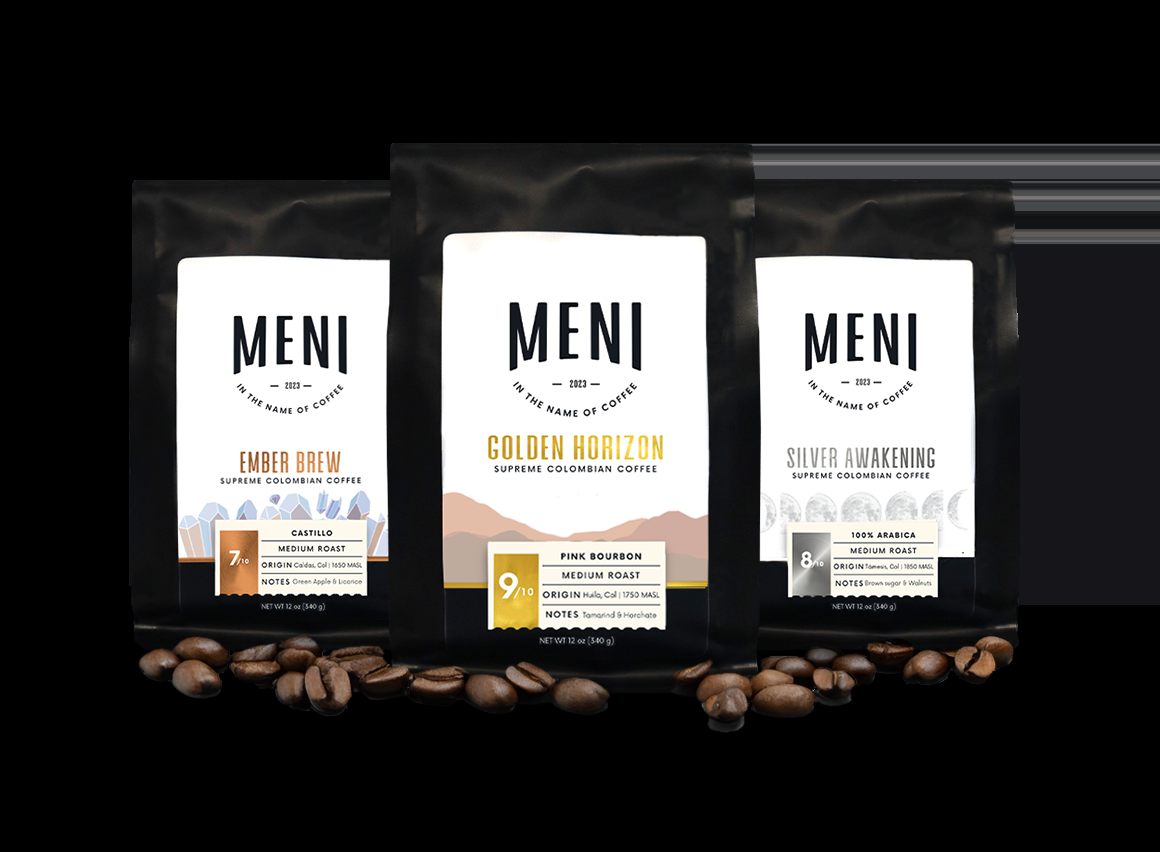 MENI
— 2023 —
IN THE NAME OF COFFEE
EMBER BREW
SUPREME COLOMBIAN COFFEE
7/10
CASTILLO
MEDIUM ROAST
ORIGIN Caldas, Col | 1650 MASL
NOTES Green Apple & Licorice
NET WT 12 oz (340 g)
MENI
— 2023 —
IN THE NAME OF COFFEE
GOLDEN HORIZON
SUPREME COLOMBIAN COFFEE
9/10
PINK BOURBON
MEDIUM ROAST
ORIGIN Huila, Col | 1750 MASL
NOTES Tamarind & Horchate
NET WT 12 oz (340 g)
MENI
— 2023 —
IN THE NAME OF COFFEE
SILVER AWAKENING
SUPREME COLOMBIAN COFFEE
8/10
100% ARABICA
MEDIUM ROAST
ORIGIN Tamesis, Col | 1850 MASL
NOTES Brown sugar & Walnuts
NET WT 12 oz (340 g)